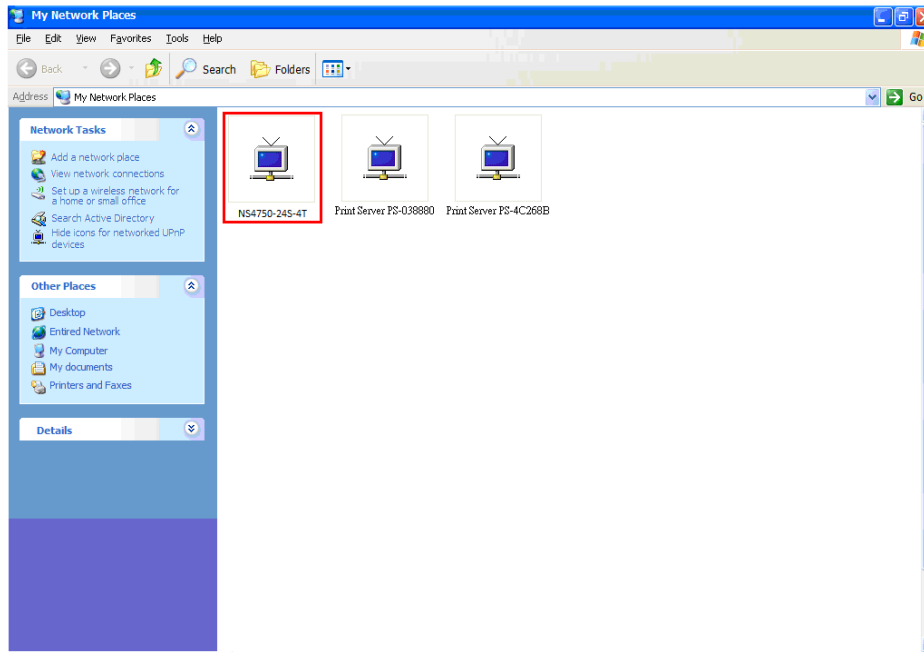 My Network Places
File Edit View Favorites Tools Help
Back Search Folders
Address My Network Places Go
Network Tasks
Add a network place
View network connections
Set up a wireless network for
a home or small office
Search Active Directory
Hide icons for networked UPnP
devices
Other Places
Desktop
Entired Network
My Computer
My documents
Printers and Faxes
Details
NS4750-24S-4T
Print Server PS-038880
Print Server PS-4C268B